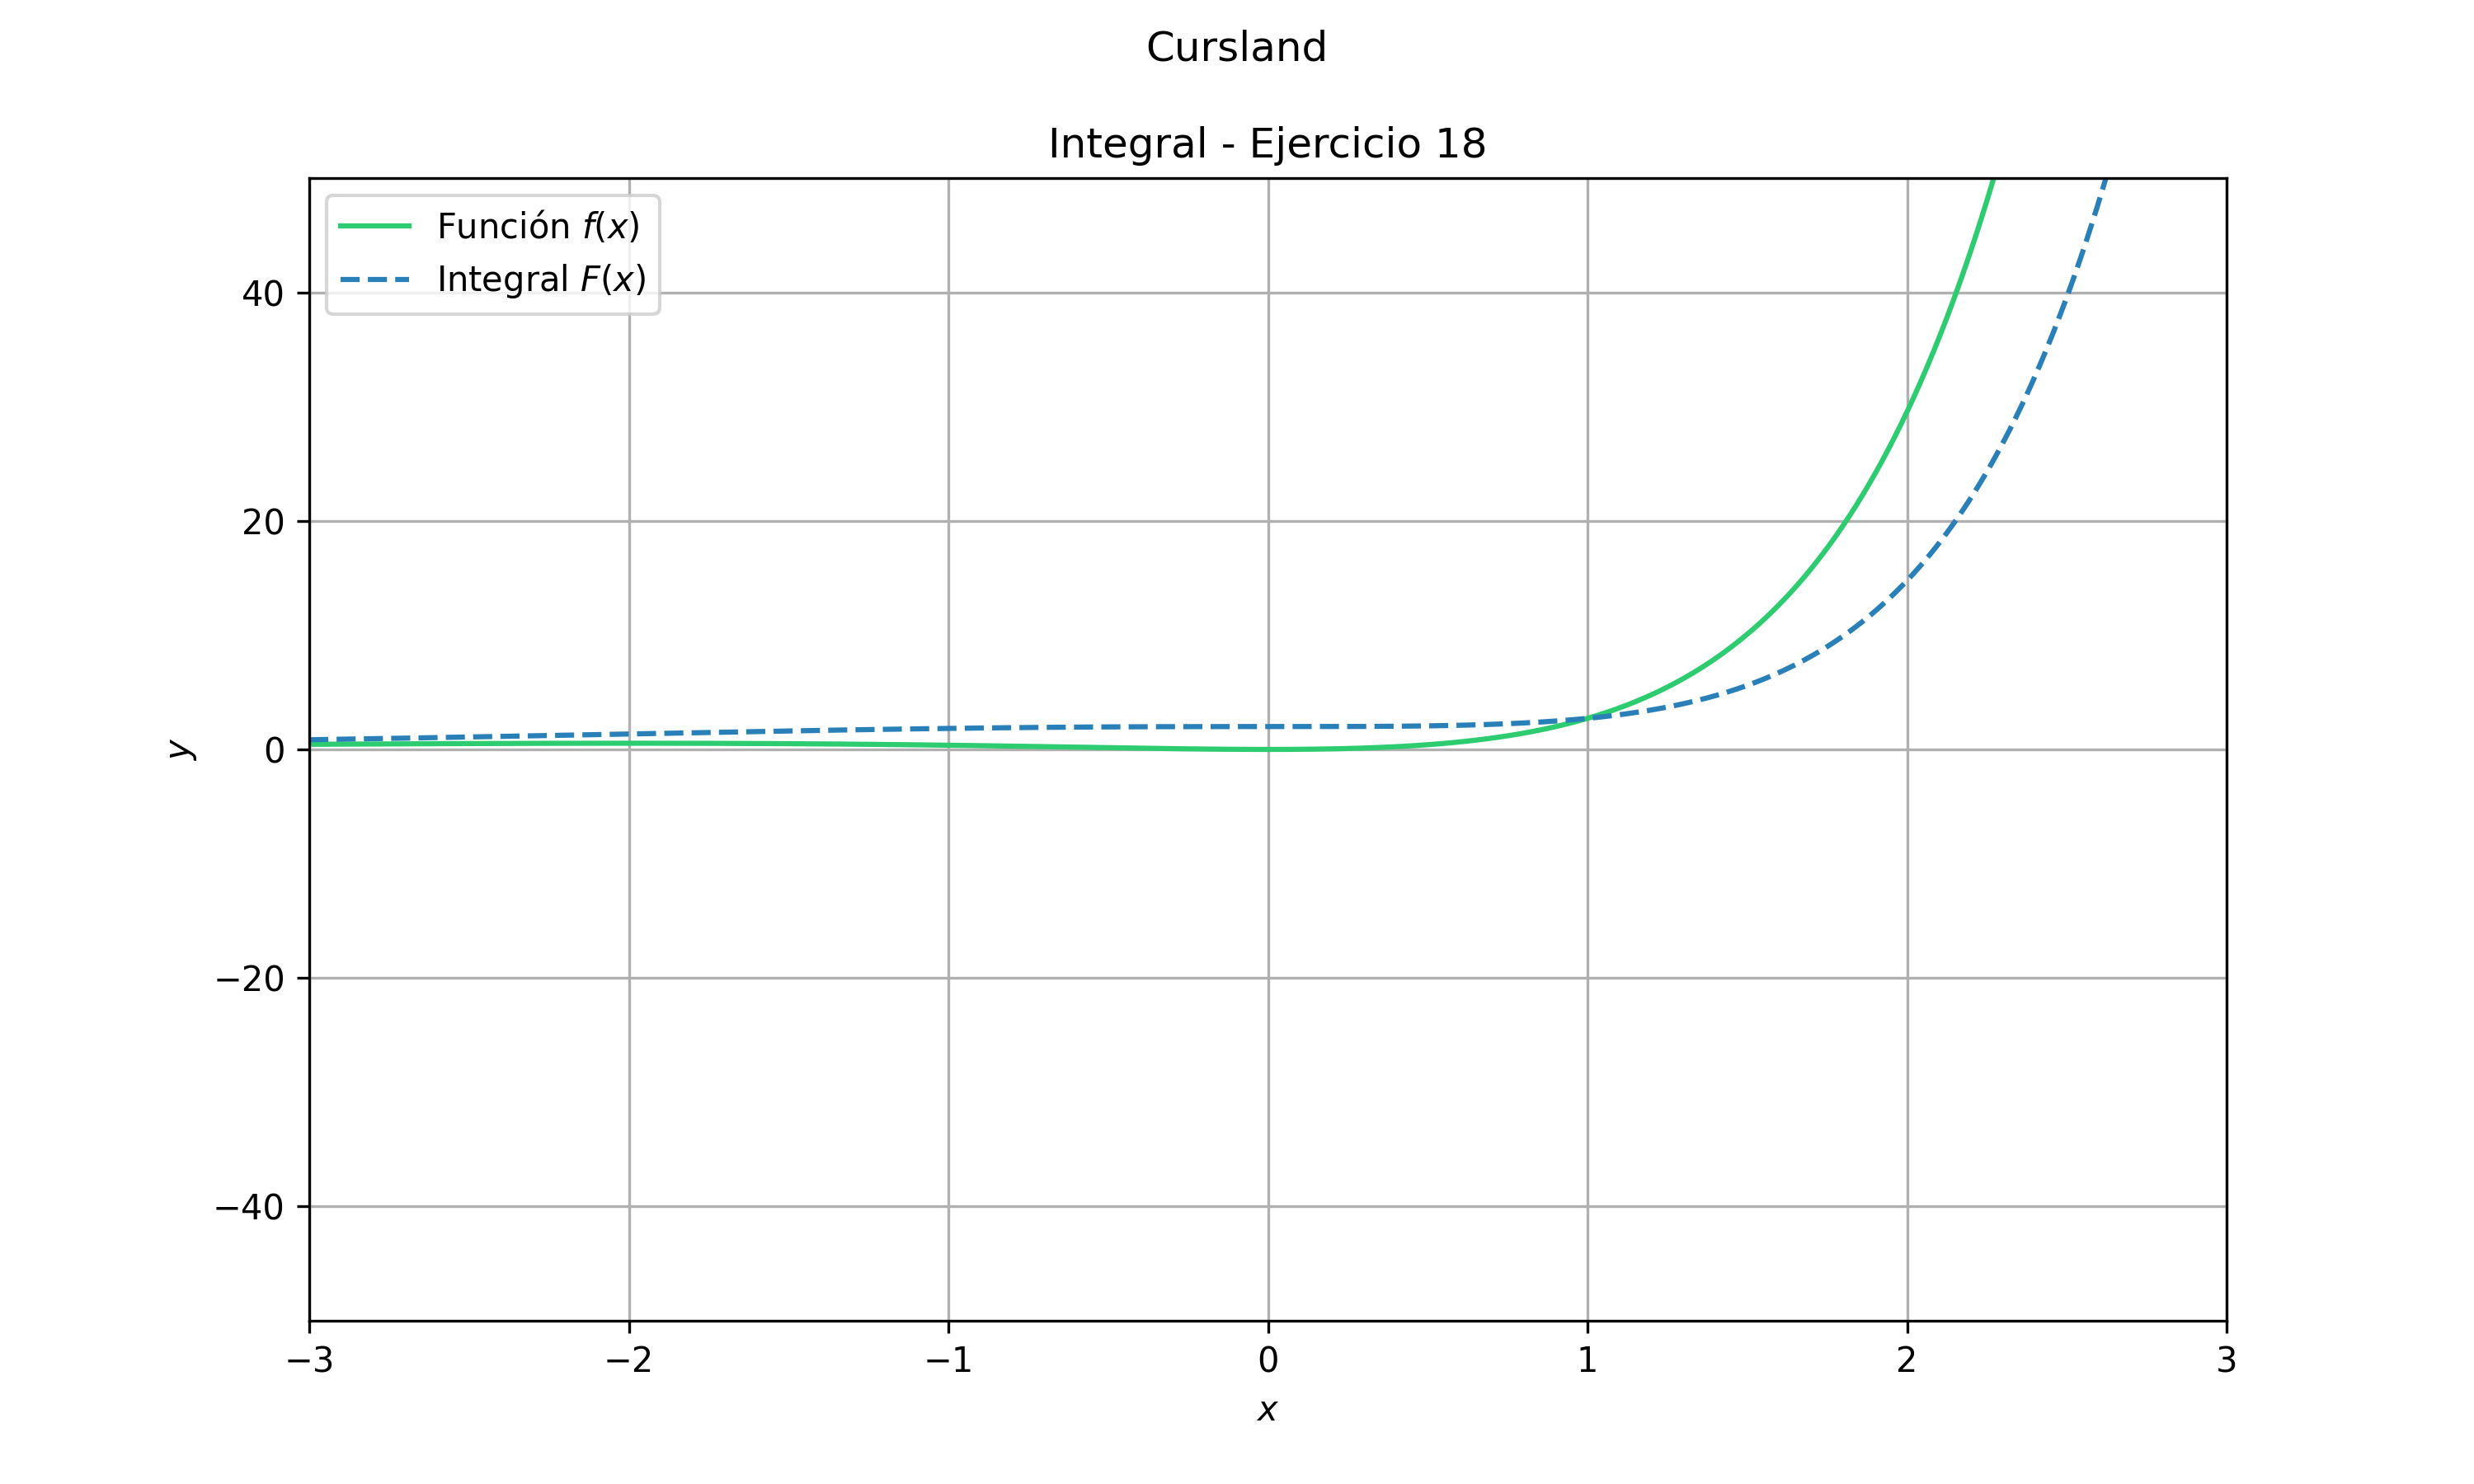 Cursland
Integral - Ejercicio 18
Función f(x)
Integral F(x)
40
20
0
−20
−40
y
−3 −2 −1 0 1 2 3
x